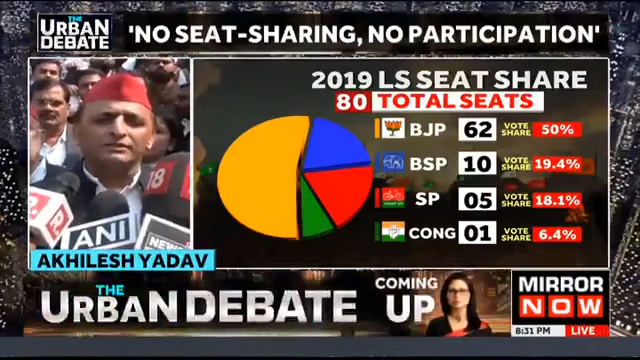 THE
URBAN
DEBATE
'NO SEAT-SHARING, NO PARTICIPATION'
2019 LS SEAT SHARE
80 TOTAL SEATS
BJP 62 VOTE SHARE 50%
BSP 10 VOTE SHARE 19.4%
SP 05 VOTE SHARE 18.1%
CONG 01 VOTE SHARE 6.4%
18
ANI
NEWS
AKHILESH YADAV
THE
URBAN DEBATE
COMING
UP
MIRROR
NOW
8:31 PM LIVE